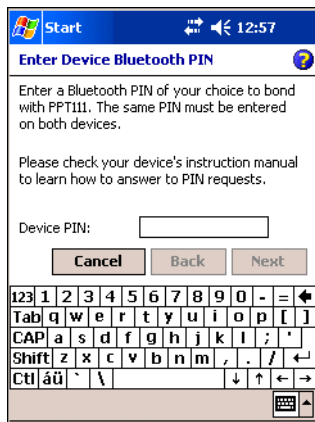 Start 12:57
Enter Device Bluetooth PIN ?
Enter a Bluetooth PIN of your choice to bond
with PPT111. The same PIN must be entered
on both devices.
Please check your device's instruction manual
to learn how to answer to PIN requests.
Device PIN:
Cancel Back Next
123 1 2 3 4 5 6 7 8 9 0 - = ←
Tab q w e r t y u i o p [ ]
CAP a s d f g h j k l ; '
Shift z x c v b n m , . / ↵
Ctl áü ` \ ↓ ↑ ← →